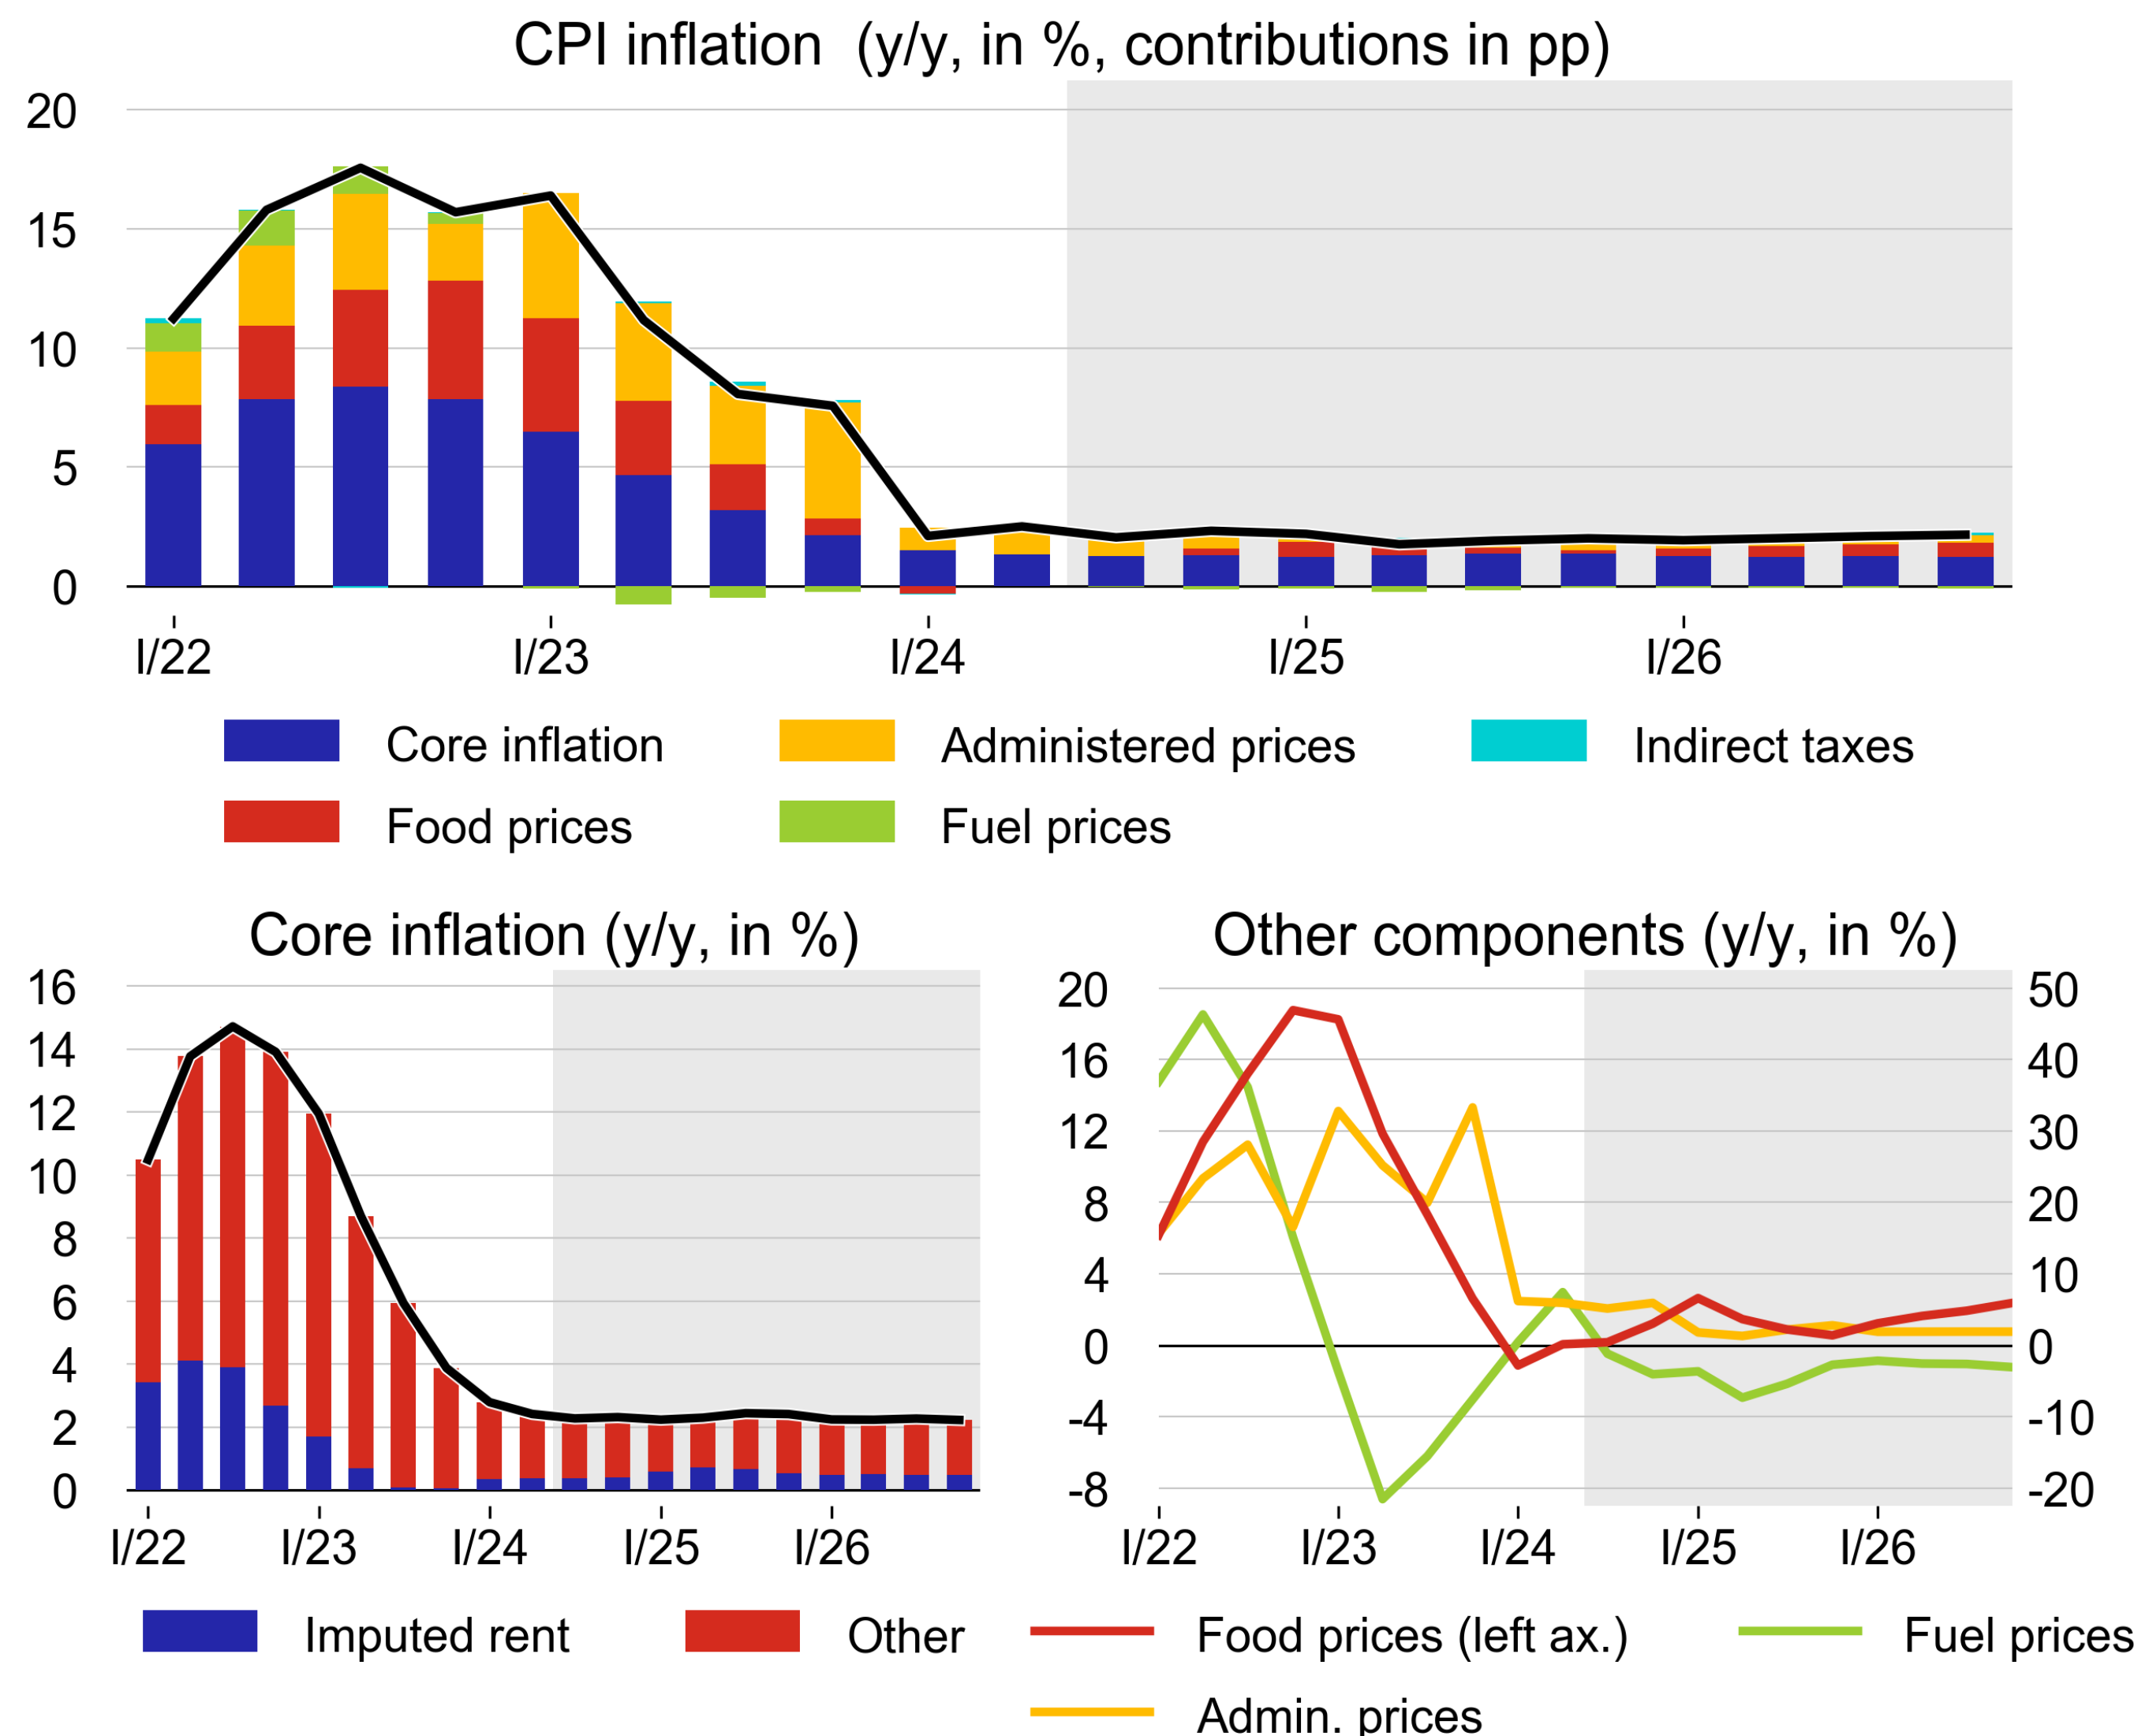 CPI inflation (y/y, in %, contributions in pp)
20
15
10
5
0
I/22 I/23 I/24 I/25 I/26
Core inflation Administered prices Indirect taxes
Food prices Fuel prices
Core inflation (y/y, in %)
16
14
12
10
8
6
4
2
0
I/22 I/23 I/24 I/25 I/26
Imputed rent Other
Other components (y/y, in %)
20 50
16 40
12 30
8 20
4 10
0 0
-4 -10
-8 -20
I/22 I/23 I/24 I/25 I/26
Food prices (left ax.) Fuel prices
Admin. prices